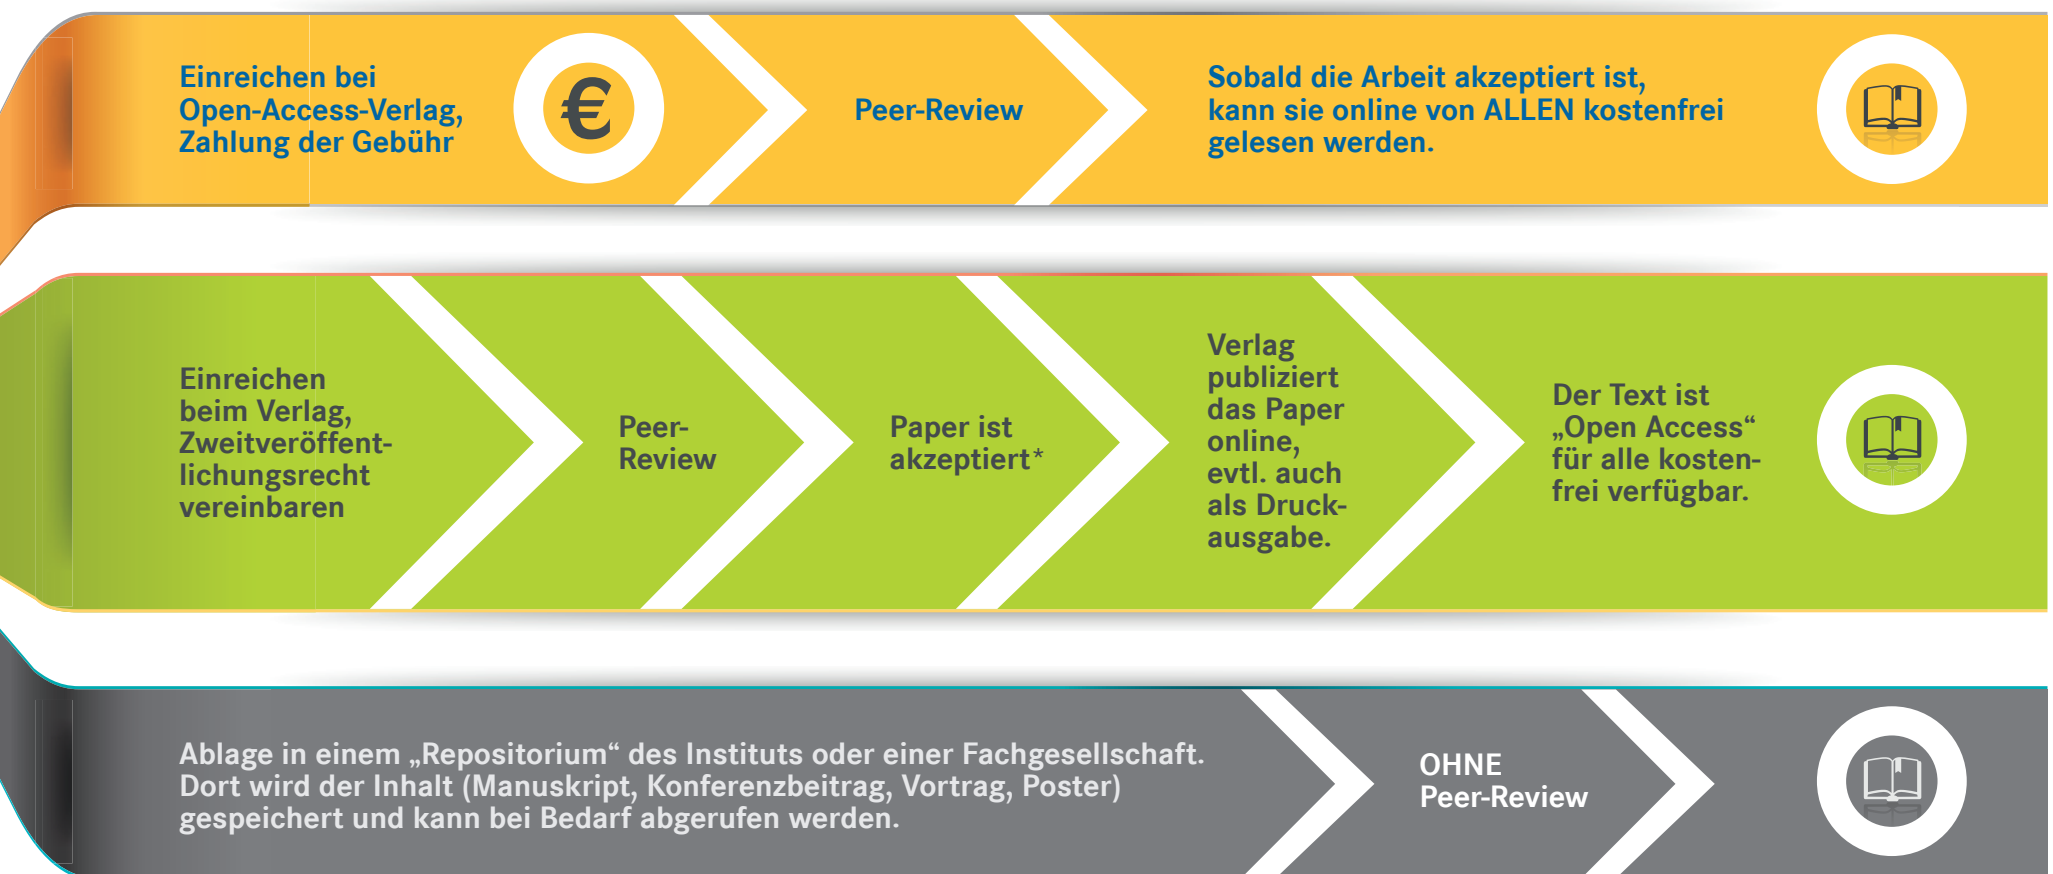 Einreichen bei
Open-Access-Verlag,
Zahlung der Gebühr
€
Peer-Review
Sobald die Arbeit akzeptiert ist,
kann sie online von ALLEN kostenfrei
gelesen werden.
Einreichen
beim Verlag,
Zweitveröffent-
lichungsrecht
vereinbaren
Peer-
Review
Paper ist
akzeptiert*
Verlag
publiziert
das Paper
online,
evtl. auch
als Druck-
ausgabe.
Der Text ist
„Open Access“
für alle kosten-
frei verfügbar.
Ablage in einem „Repositorium“ des Instituts oder einer Fachgesellschaft.
Dort wird der Inhalt (Manuskript, Konferenzbeitrag, Vortrag, Poster)
gespeichert und kann bei Bedarf abgerufen werden.
OHNE
Peer-Review